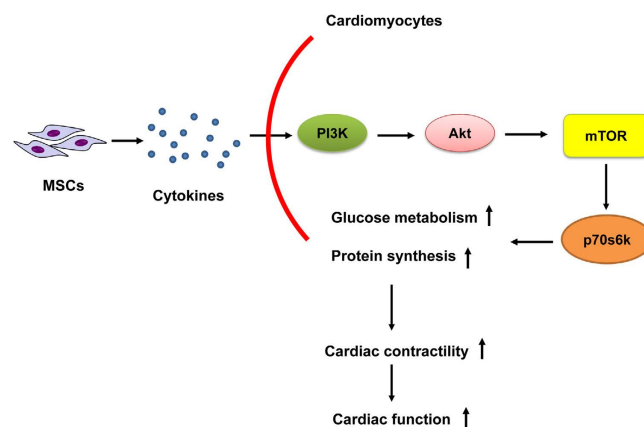 Cardiomyocytes
PI3K
Akt
mTOR
MSCs
Cytokines
Glucose metabolism
p70s6k
Protein synthesis
Cardiac contractility
Cardiac function